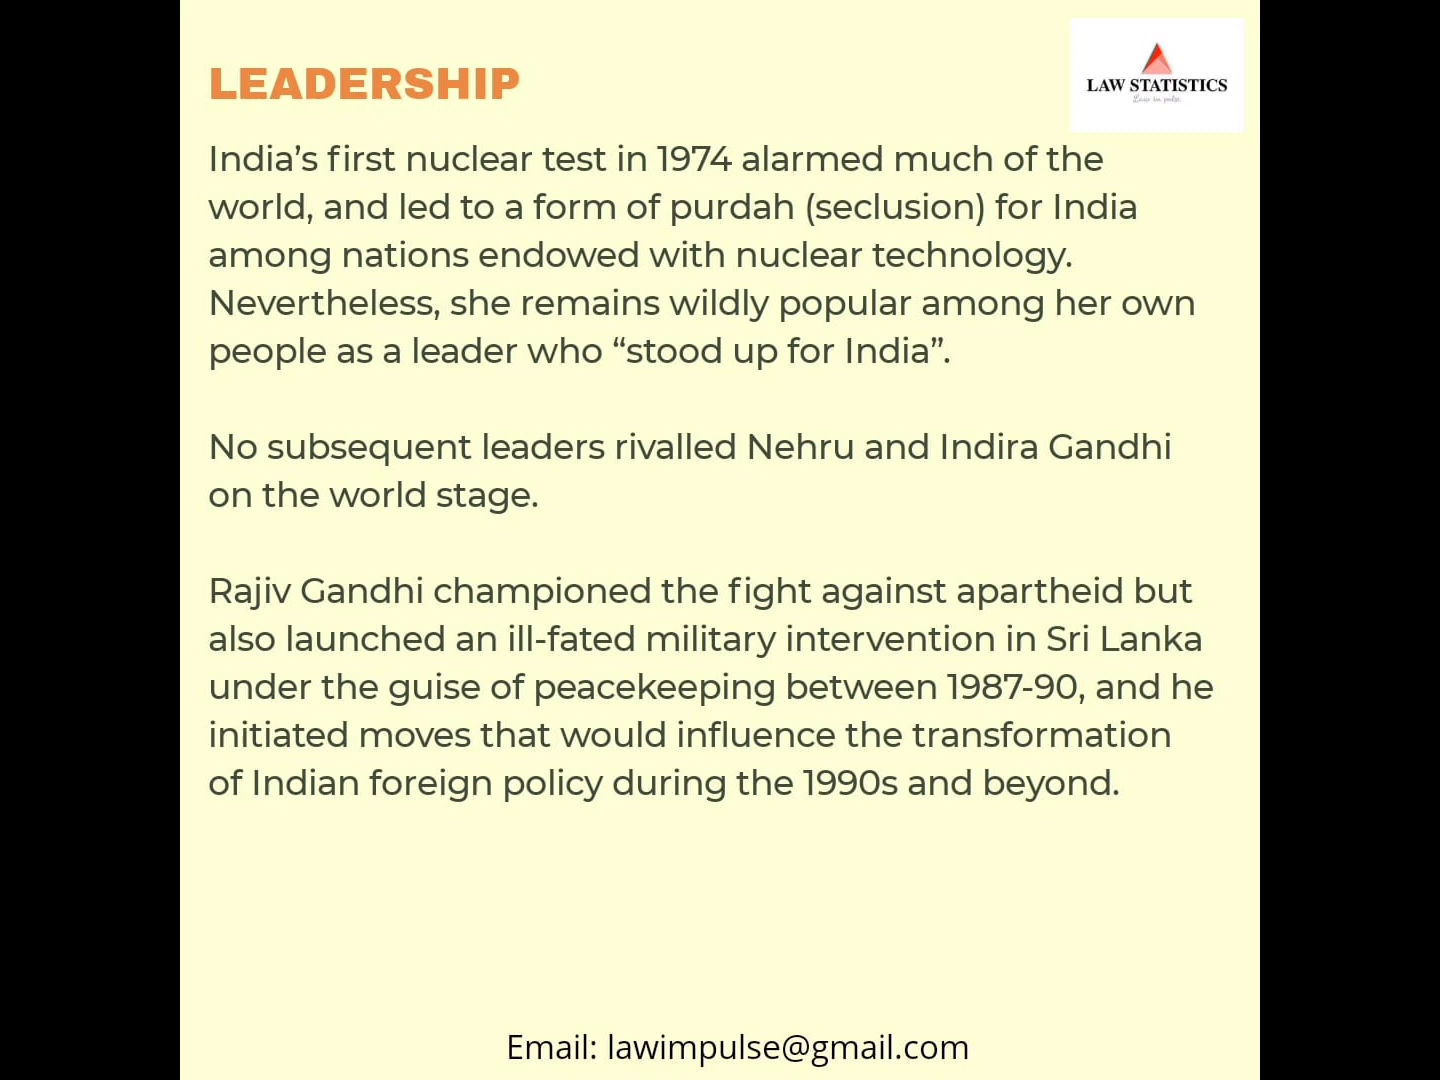 LEADERSHIP
LAW STATISTICS
Law in pulse
India’s first nuclear test in 1974 alarmed much of the
world, and led to a form of purdah (seclusion) for India
among nations endowed with nuclear technology.
Nevertheless, she remains wildly popular among her own
people as a leader who “stood up for India”.
No subsequent leaders rivalled Nehru and Indira Gandhi
on the world stage.
Rajiv Gandhi championed the fight against apartheid but
also launched an ill-fated military intervention in Sri Lanka
under the guise of peacekeeping between 1987-90, and he
initiated moves that would influence the transformation
of Indian foreign policy during the 1990s and beyond.
Email: lawimpulse@gmail.com